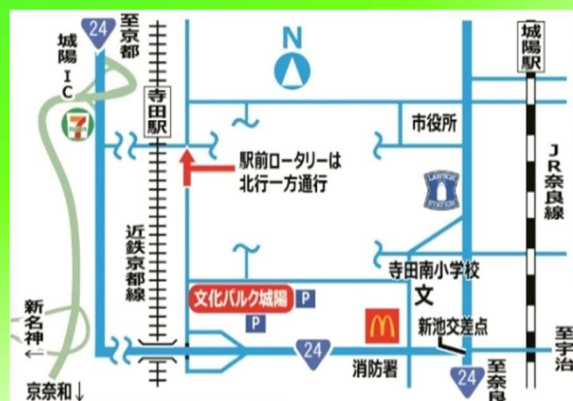 24
至京都
城陽IC
7
寺田駅
N
市役所
城陽駅
駅前ロータリーは
北行一方通行
LAWSON
STATION
JR奈良線
近鉄京都線
寺田南小学校
文
文化パルク城陽
P
P
M
新池交差点
新名神
←
京奈和↓
24
消防署
24
至奈良
至宇治